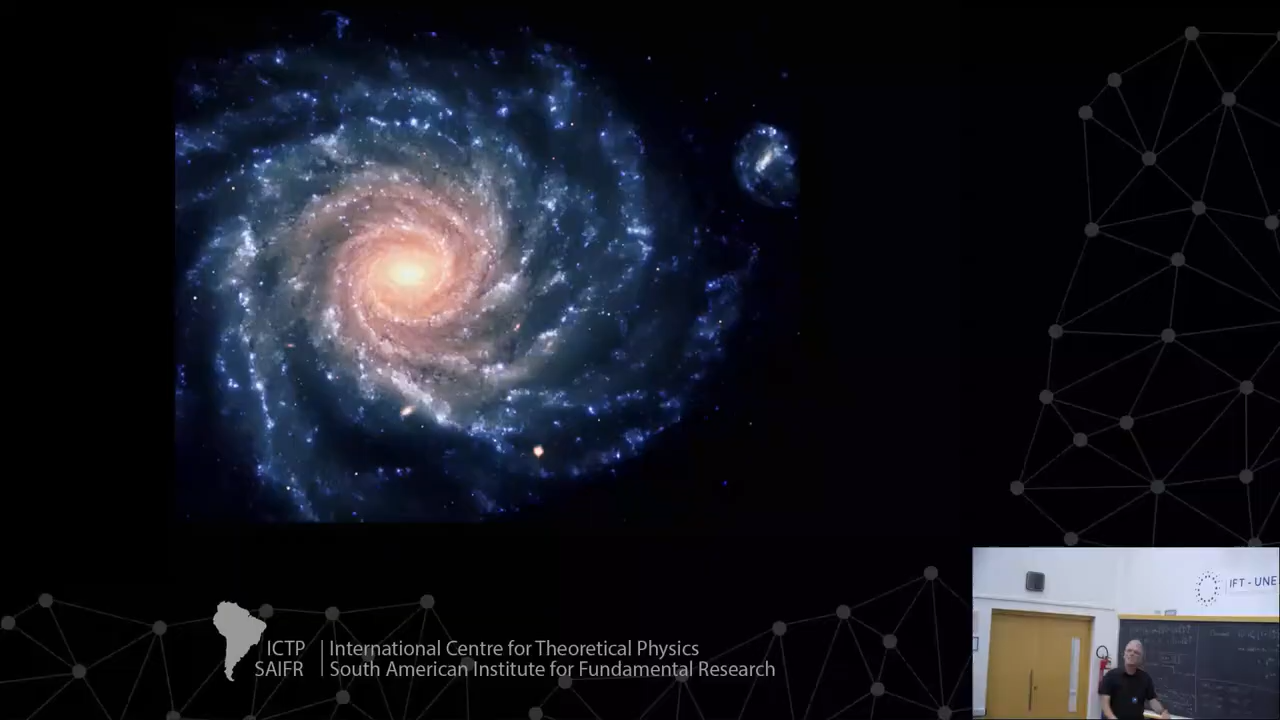 IFT - UNE
ICTP
SAIFR
International Centre for Theoretical Physics
South American Institute for Fundamental Research